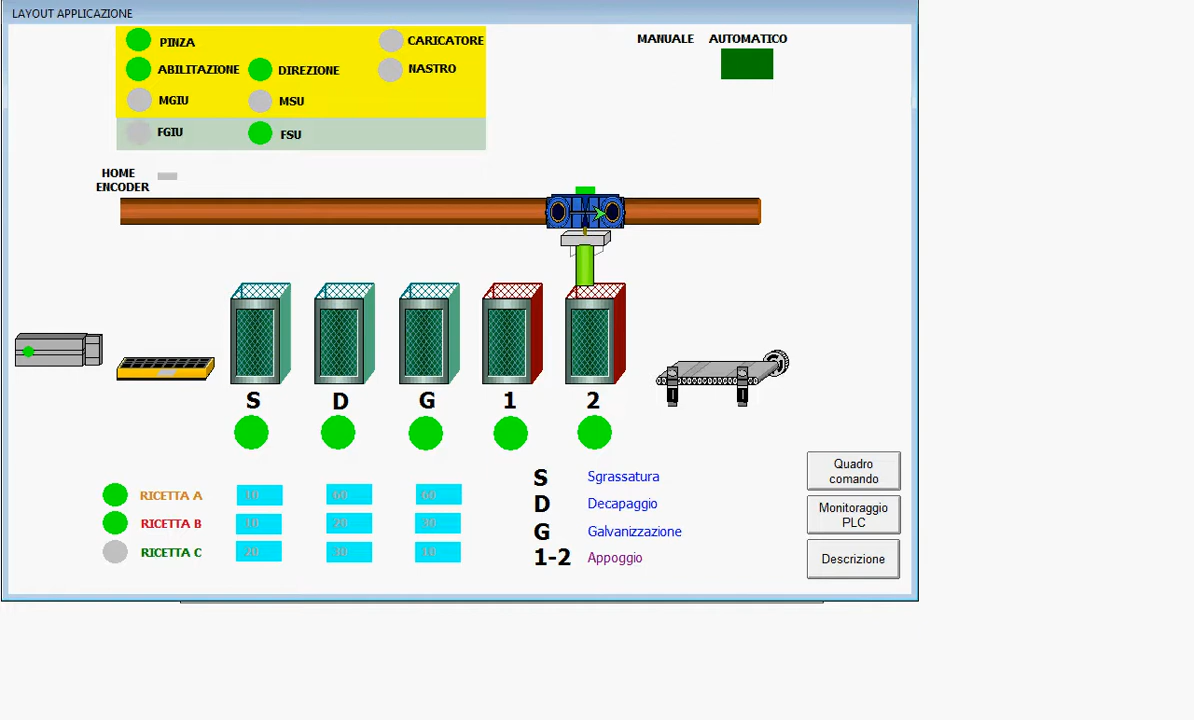 LAYOUT APPLICAZIONE
PINZA
CARICATORE
MANUALE AUTOMATICO
ABILITAZIONE
DIREZIONE
NASTRO
MGIU
MSU
FGIU
FSU
HOME
ENCODER
S D G 1 2
RICETTA A 10 60 60
RICETTA B 10 20 30
RICETTA C 20 30 10
S Sgrassatura
D Decapaggio
G Galvanizzazione
1-2 Appoggio
Quadro
comando
Monitoraggio
PLC
Descrizione